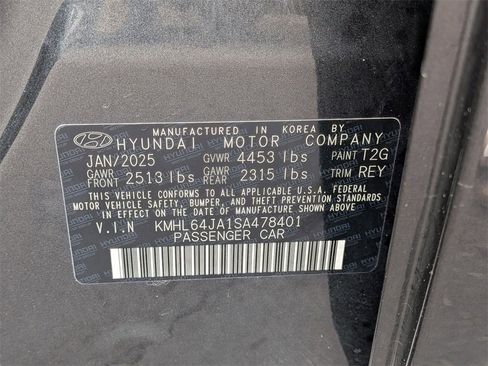 MANUFACTURED IN KOREA BY
HYUNDAI MOTOR COMPANY
JAN/2025 GVWR 4453 lbs PAINT T2G
GAWR FRONT 2513 lbs GAWR REAR 2315 lbs TRIM REY
THIS VEHICLE CONFORMS TO ALL APPLICABLE U.S.A. FEDERAL
MOTOR VEHICLE SAFETY, BUMPER, AND THEFT PREVENTION
STANDARDS IN EFFECT ON THE DATE OF MANUFACTURE SHOWN ABOVE.
V.I.N KMHL64JA1SA478401
PASSENGER CAR